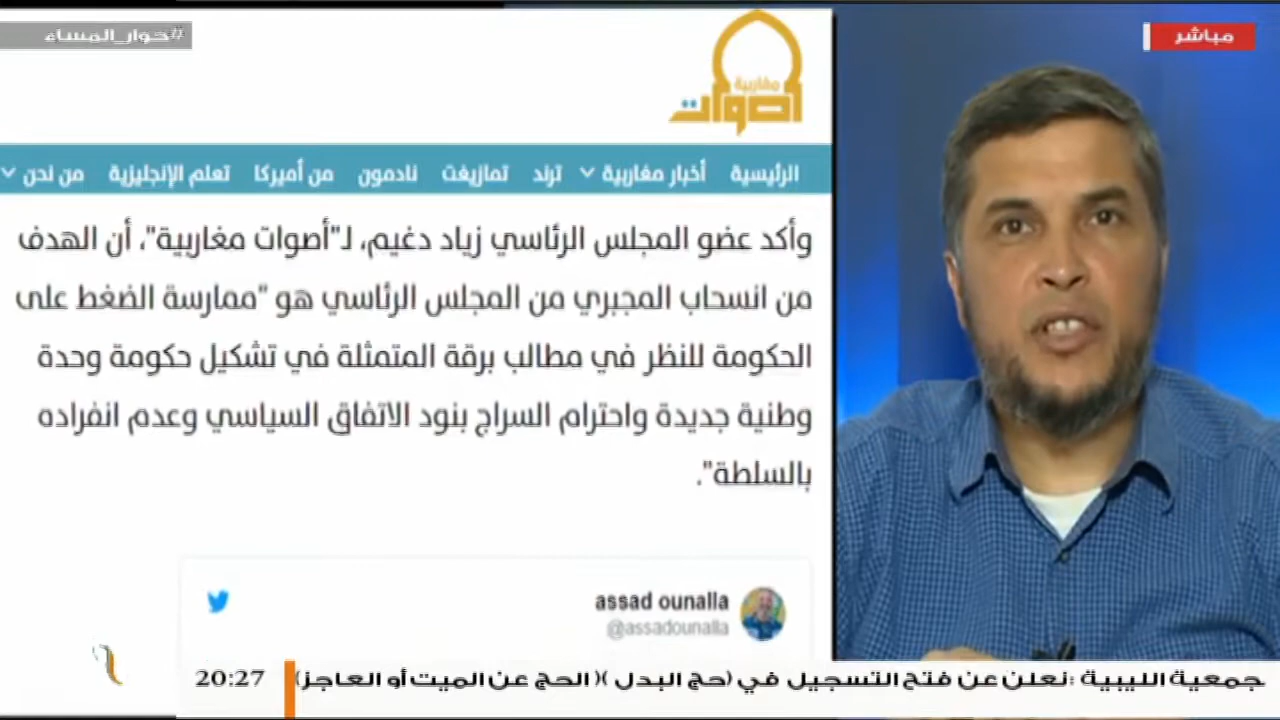 #حوار_المساء
مباشر
مغاربية
أصوات
الرئيسية
أخبار مغاربية
ترند
تمازيغت
نادمون
من أميركا
تعلم الإنجليزية
من نحن
وأكد عضو المجلس الرئاسي زياد دغيم، لـ"أصوات مغاربية"، أن الهدف
من انسحاب المجبري من المجلس الرئاسي هو "ممارسة الضغط على
الحكومة للنظر في مطالب برقة المتمثلة في تشكيل حكومة وحدة
وطنية جديدة واحترام السراج بنود الاتفاق السياسي وعدم انفراده
بالسلطة".
assad ounalla
@assadounalla
جمعية الليبية :نعلن عن فتح التسجيل في (حج البدل )( الحج عن الميت أو العاجز)
20:27